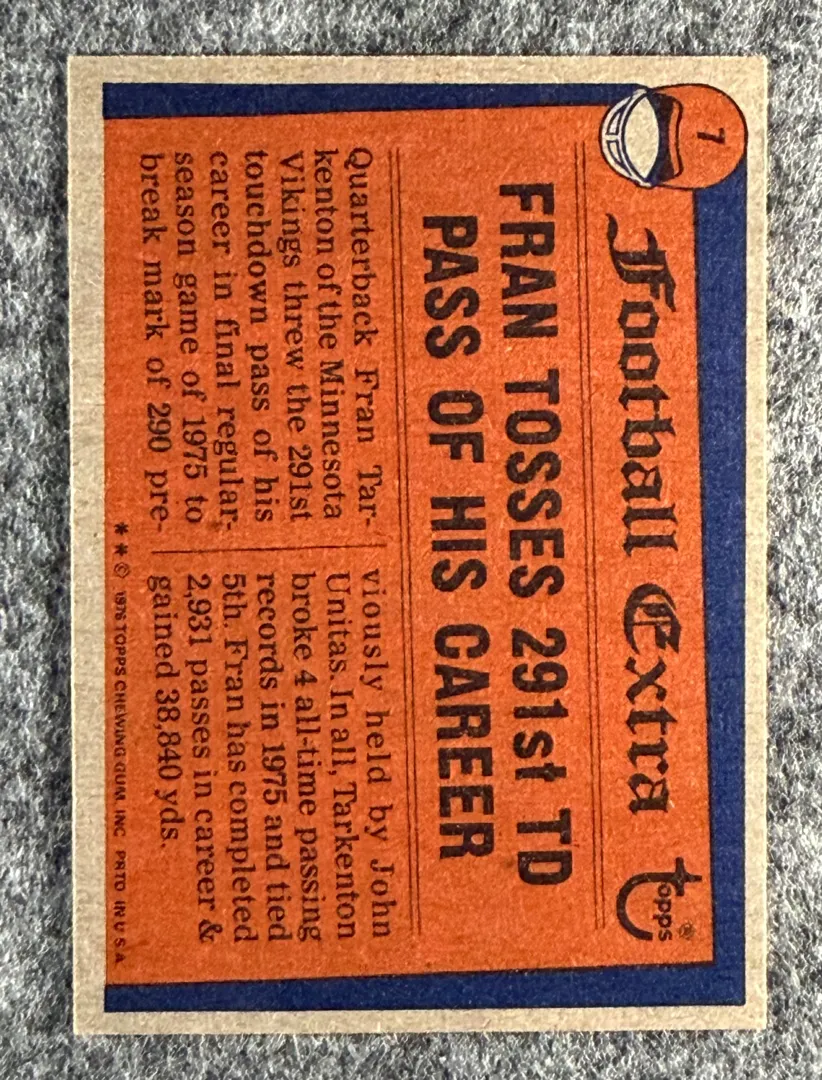 7
Football Extra
topps®
FRAN TOSSES 291st TD
PASS OF HIS CAREER
Quarterback Fran Tar-
kenton of the Minnesota
Vikings threw the 291st
touchdown pass of his
career in final regular-
season game of 1975 to
break mark of 290 pre-
viously held by John
Unitas. In all, Tarkenton
broke 4 all-time passing
records in 1975 and tied
5th. Fran has completed
2,931 passes in career &
gained 38,840 yds.
* * © 1976 TOPPS CHEWING GUM, INC. PRTD. IN U.S.A.